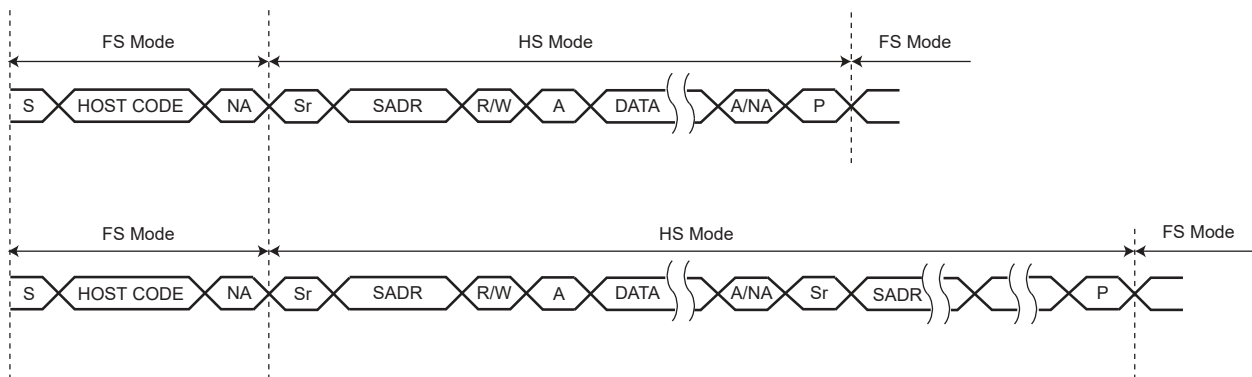 FS Mode HS Mode FS Mode
S HOST CODE NA Sr SADR R/W A DATA A/NA P
FS Mode HS Mode FS Mode
S HOST CODE NA Sr SADR R/W A DATA A/NA Sr SADR P